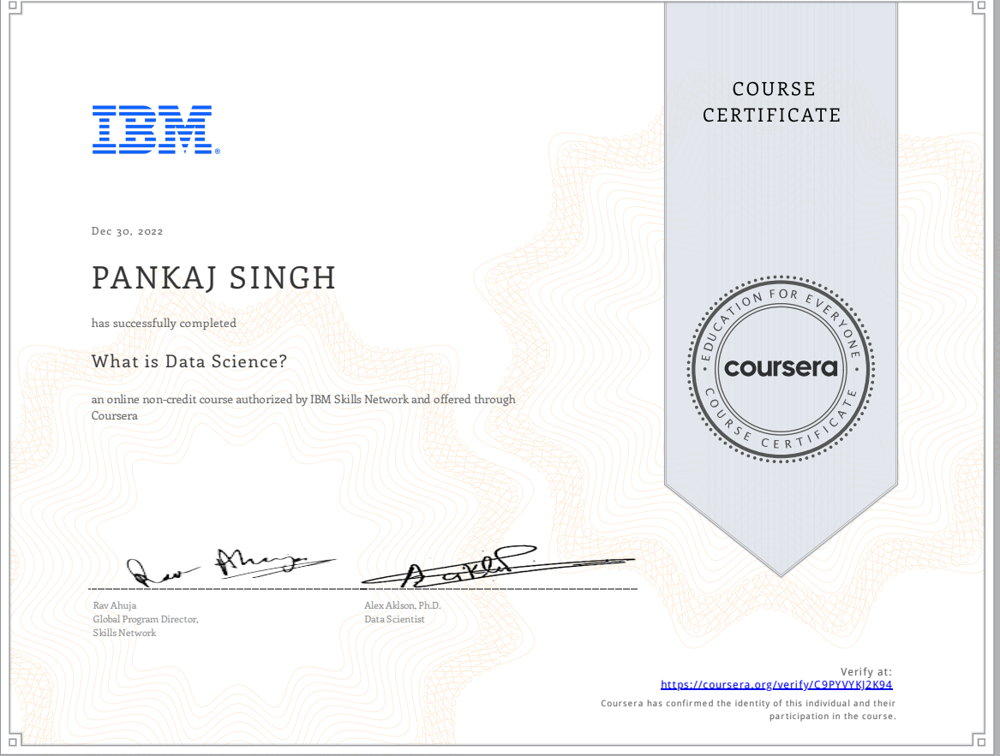 COURSE
CERTIFICATE
IBM®
Dec 30, 2022
PANKAJ SINGH
has successfully completed
What is Data Science?
an online non-credit course authorized by IBM Skills Network and offered through
Coursera
EDUCATION FOR EVERYONE
coursera
COURSE CERTIFICATE
Rav Ahuja
Aklson
Rav Ahuja
Global Program Director,
Skills Network
Alex Aklson, Ph.D.
Data Scientist
Verify at:
https://coursera.org/verify/C9PYVYKJ2K94
Coursera has confirmed the identity of this individual and their
participation in the course.